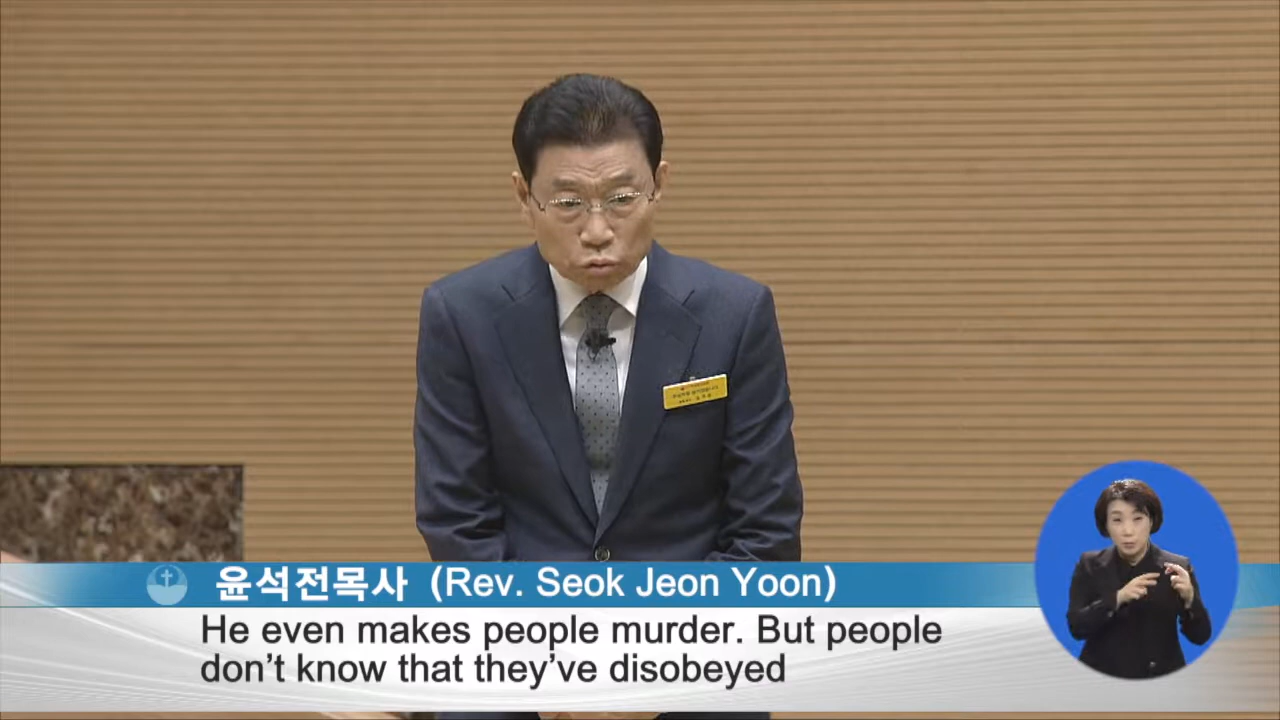 윤석전목사 (Rev. Seok Jeon Yoon)
He even makes people murder. But people
don't know that they've disobeyed